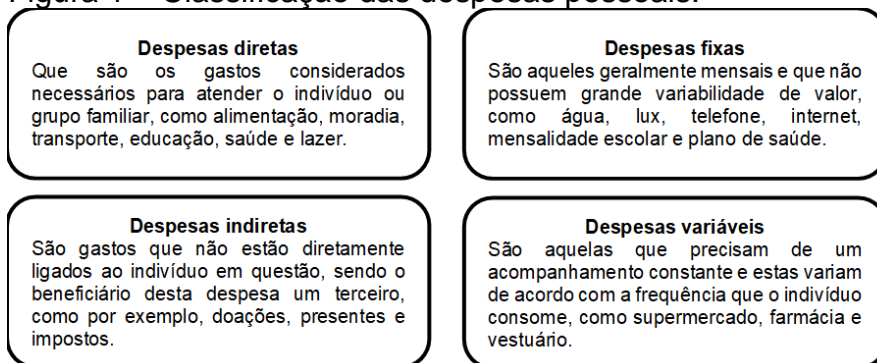 Figura 4 – Classificação das despesas pessoais.
Despesas diretas
Que são os gastos considerados
necessários para atender o indivíduo ou
grupo familiar, como alimentação, moradia,
transporte, educação, saúde e lazer.
Despesas fixas
São aqueles geralmente mensais e que não
possuem grande variabilidade de valor,
como água, lux, telefone, internet,
mensalidade escolar e plano de saúde.
Despesas indiretas
São gastos que não estão diretamente
ligados ao indivíduo em questão, sendo o
beneficiário desta despesa um terceiro,
como por exemplo, doações, presentes e
impostos.
Despesas variáveis
São aquelas que precisam de um
acompanhamento constante e estas variam
de acordo com a frequência que o indivíduo
consome, como supermercado, farmácia e
vestuário.